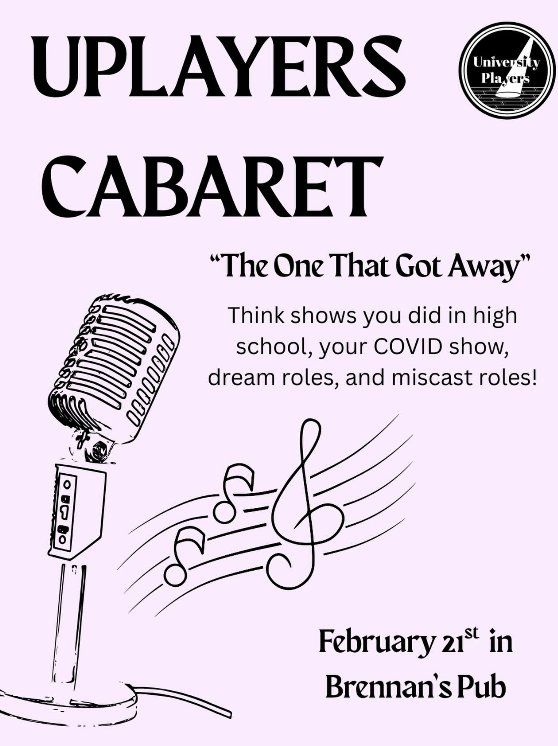 UPLAYERS
University
Players
CABARET
“The One That Got Away”
Think shows you did in high
school, your COVID show,
dream roles, and miscast roles!
February 21st in
Brennan's Pub